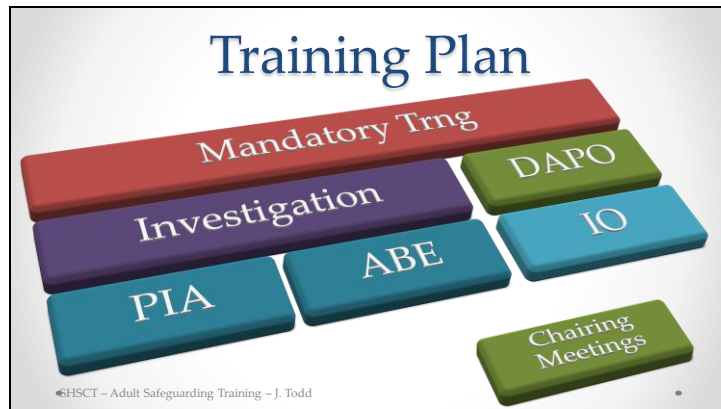 Training Plan
Mandatory Trng
DAPO
Investigation
IO
ABE
PIA
Chairing
Meetings
SHSCT – Adult Safeguarding Training – J. Todd